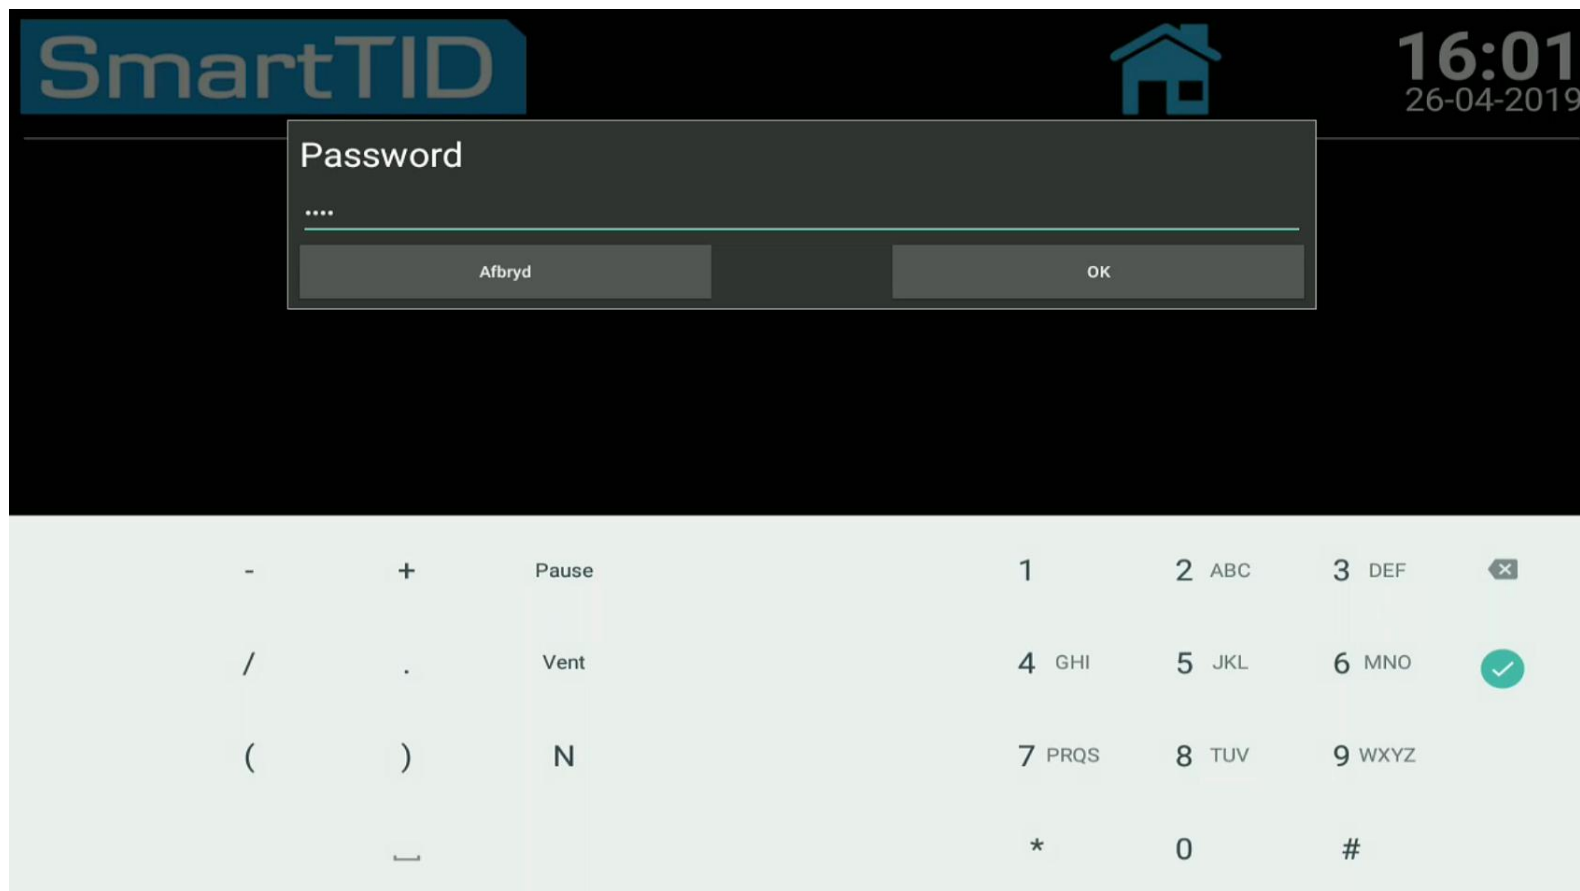 SmartTID
16:01
26-04-2019
Password
....
Afbryd OK
- + Pause 1 2 ABC 3 DEF
/ . Vent 4 GHI 5 JKL 6 MNO
( ) N 7 PRQS 8 TUV 9 WXYZ
* 0 #